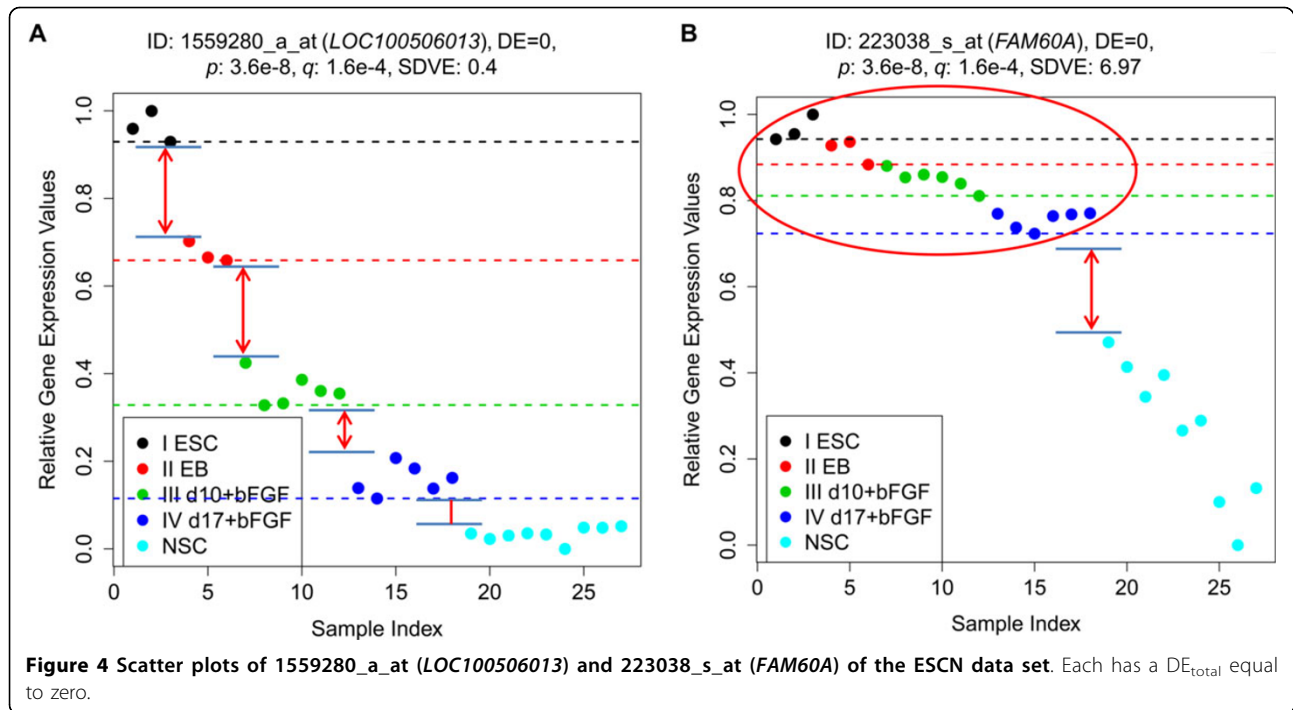 A
ID: 1559280_a_at (LOC100506013), DE=0,
p: 3.6e-8, q: 1.6e-4, SDVE: 0.4
Relative Gene Expression Values
1.0
0.8
0.6
0.4
0.2
0.0
I ESC
II EB
III d10+bFGF
IV d17+bFGF
NSC
0 5 10 15 20 25
Sample Index
B
ID: 223038_s_at (FAM60A), DE=0,
p: 3.6e-8, q: 1.6e-4, SDVE: 6.97
Relative Gene Expression Values
1.0
0.8
0.6
0.4
0.2
0.0
I ESC
II EB
III d10+bFGF
IV d17+bFGF
NSC
0 5 10 15 20 25
Sample Index
Figure 4 Scatter plots of 1559280_a_at (LOC100506013) and 223038_s_at (FAM60A) of the ESCN data set. Each has a DEtotal equal
to zero.